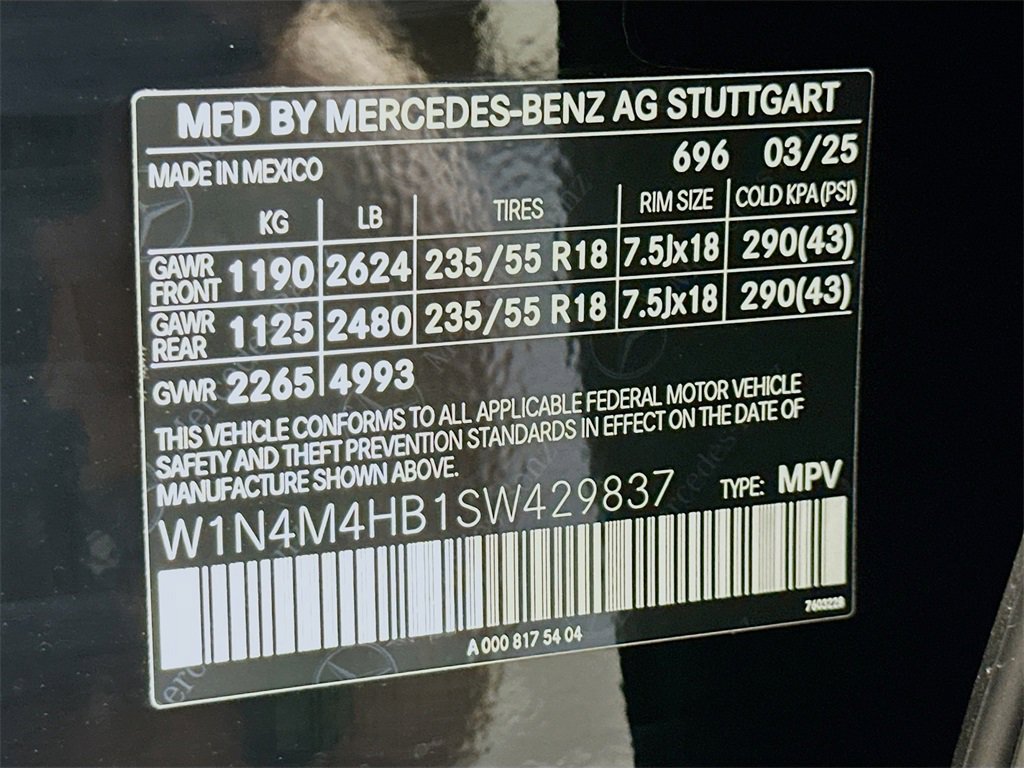 MFD BY MERCEDES-BENZ AG STUTTGART
MADE IN MEXICO 696 03/25
KG LB TIRES RIM SIZE COLD KPA(PSI)
GAWR FRONT 1190 2624 235/55 R18 7.5Jx18 290(43)
GAWR REAR 1125 2480 235/55 R18 7.5Jx18 290(43)
GVWR 2265 4993
THIS VEHICLE CONFORMS TO ALL APPLICABLE FEDERAL MOTOR VEHICLE
SAFETY AND THEFT PREVENTION STANDARDS IN EFFECT ON THE DATE OF
MANUFACTURE SHOWN ABOVE.
W1N4M4HB1SW429837 TYPE: MPV
A 000 817 54 04